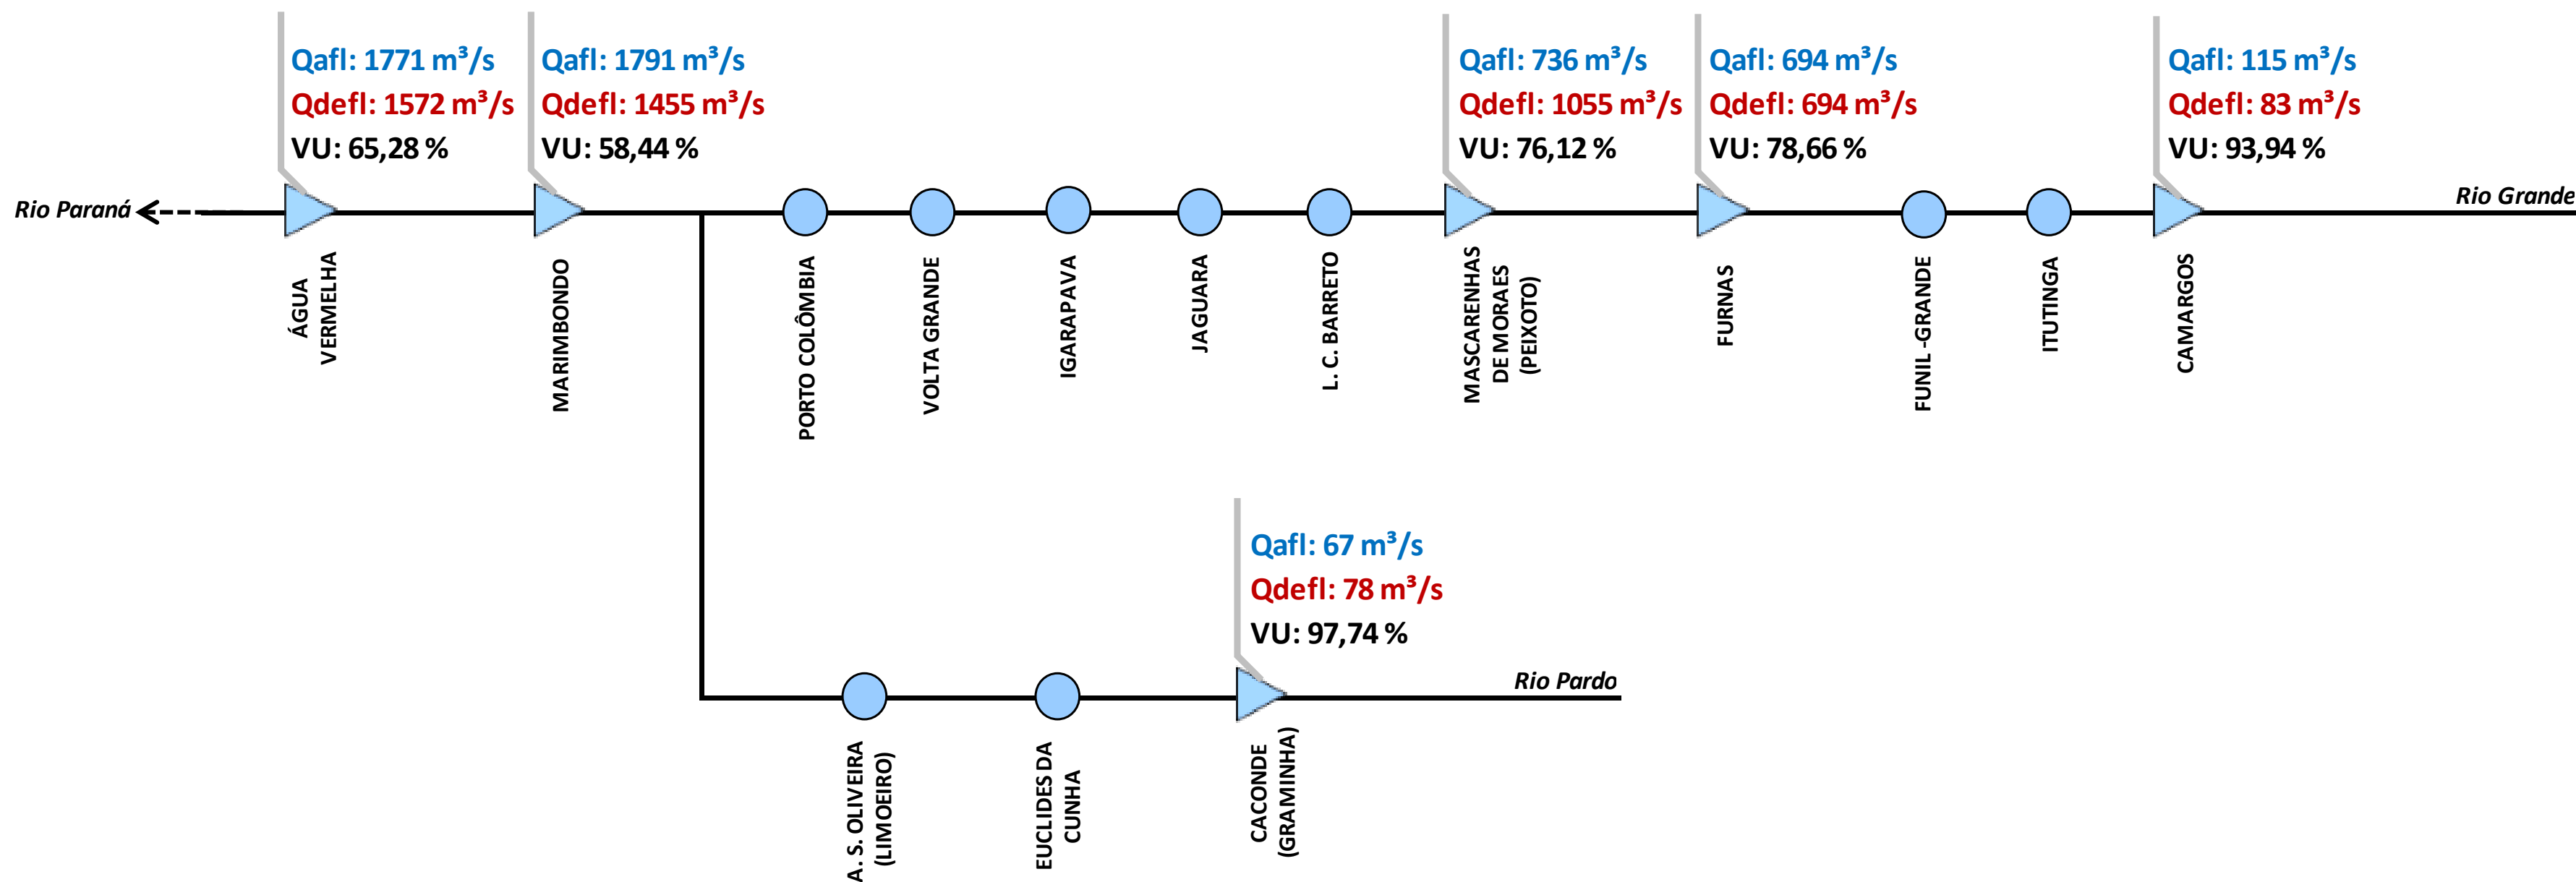 Qafl: 1771 m³/s
Qdefl: 1572 m³/s
VU: 65,28 %
Qafl: 1791 m³/s
Qdefl: 1455 m³/s
VU: 58,44 %
Qafl: 736 m³/s
Qdefl: 1055 m³/s
VU: 76,12 %
Qafl: 694 m³/s
Qdefl: 694 m³/s
VU: 78,66 %
Qafl: 115 m³/s
Qdefl: 83 m³/s
VU: 93,94 %
Rio Paraná
Rio Grande
ÁGUA
VERMELHA
MARIMBONDO
PORTO COLÔMBIA
VOLTA GRANDE
IGARAPAVA
JAGUARA
L. C. BARRETO
MASCARENHAS
DE MORAES
(PEIXOTO)
FURNAS
FUNIL -GRANDE
ITUTINGA
CAMARGOS
Qafl: 67 m³/s
Qdefl: 78 m³/s
VU: 97,74 %
Rio Pardo
A. S. OLIVEIRA
(LIMOEIRO)
EUCLIDES DA
CUNHA
CACONDE
(GRAMINHA)